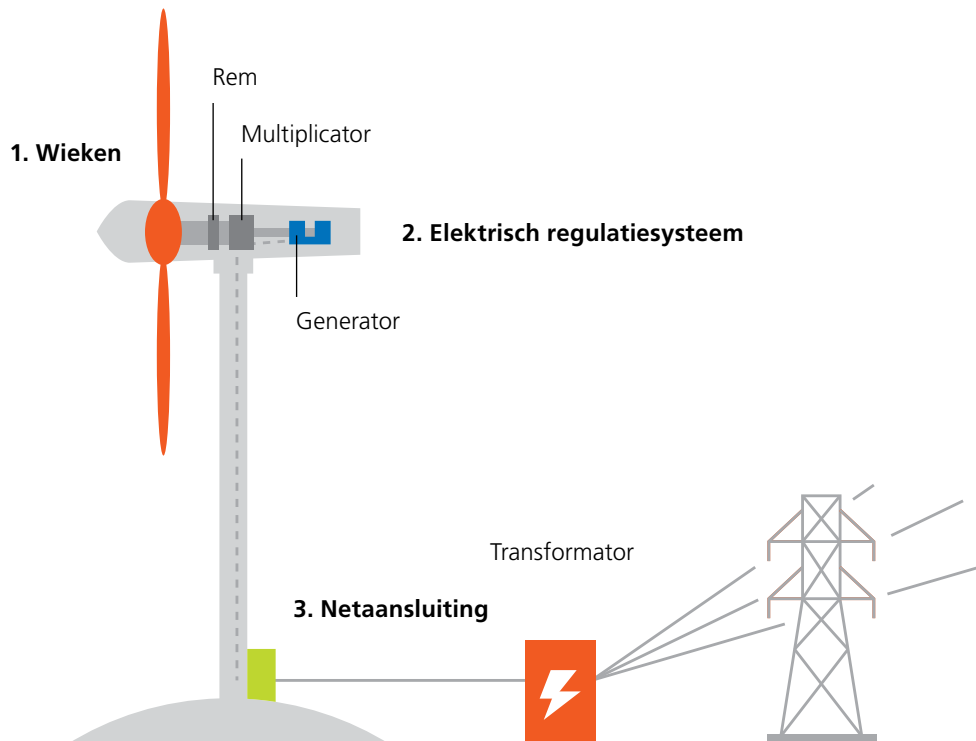 Rem
Multiplicator
1. Wieken
2. Elektrisch regulatiesysteem
Generator
Transformator
3. Netaansluiting